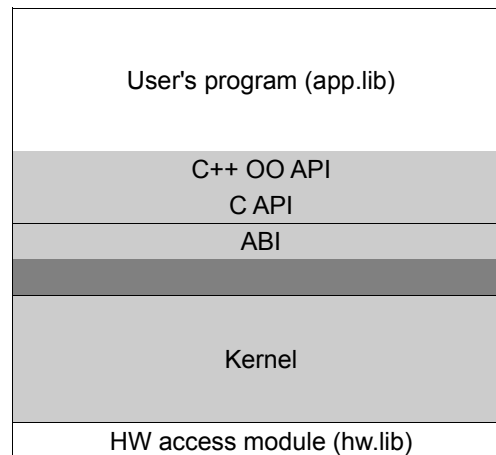 User's program (app.lib)
C++ OO API
C API
ABI
Kernel
HW access module (hw.lib)